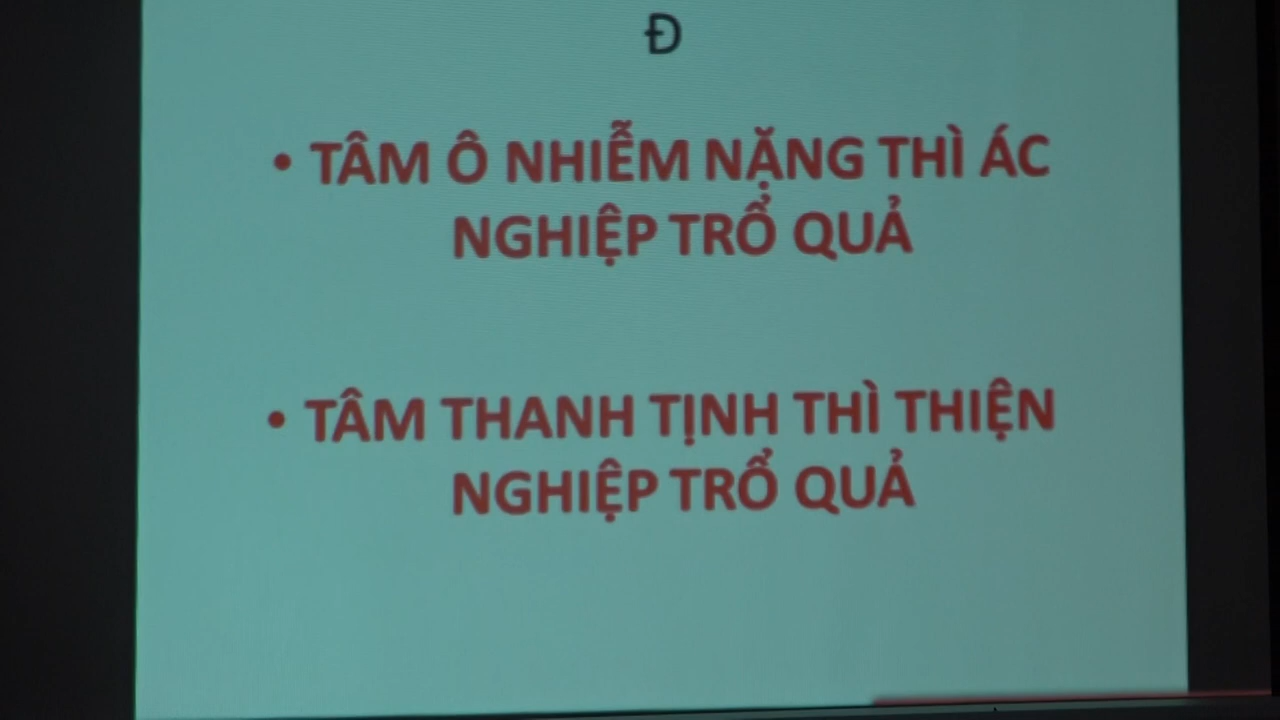 Đ
• TÂM Ô NHIỄM NẶNG THÌ ÁC
NGHIỆP TRỔ QUẢ
• TÂM THANH TỊNH THÌ THIỆN
NGHIỆP TRỔ QUẢ